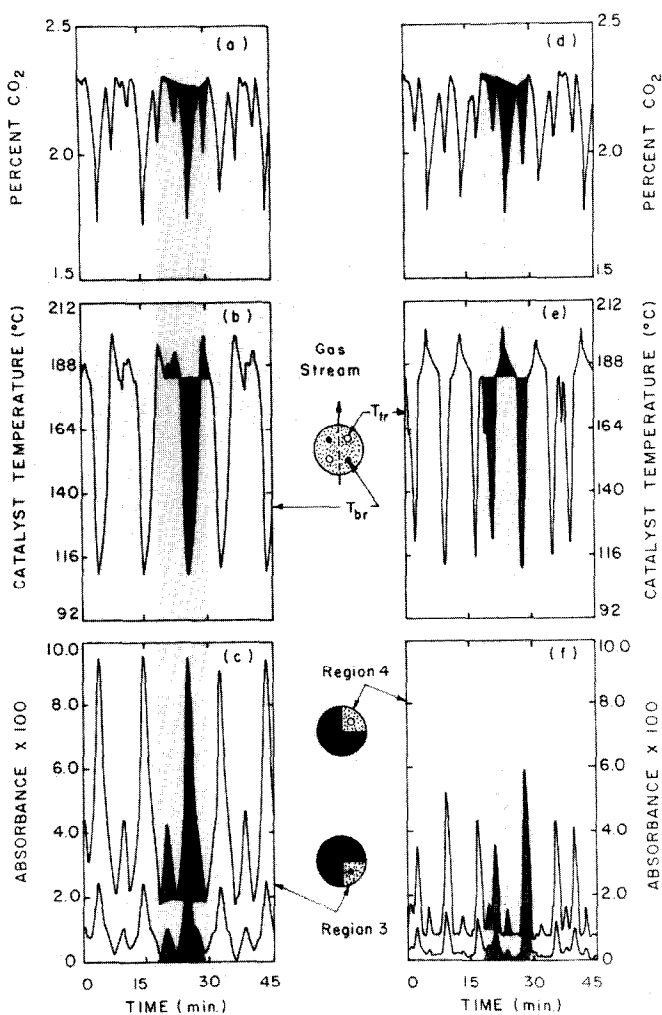 (a)
2.5
2.0
1.5
PERCENT CO2
(d)
2.5
2.0
1.5
PERCENT CO2
(b)
212
188
164
140
116
92
CATALYST TEMPERATURE (°C)
Gas
Stream
Tfr
Tbr
(e)
212
188
164
140
116
92
CATALYST TEMPERATURE (°C)
(c)
10.0
8.0
6.0
4.0
2.0
0
ABSORBANCE x 100
Region 4
Region 3
(f)
10.0
8.0
6.0
4.0
2.0
0
ABSORBANCE x 100
0 15 30 45
TIME (min.)
0 15 30 45
TIME (min.)